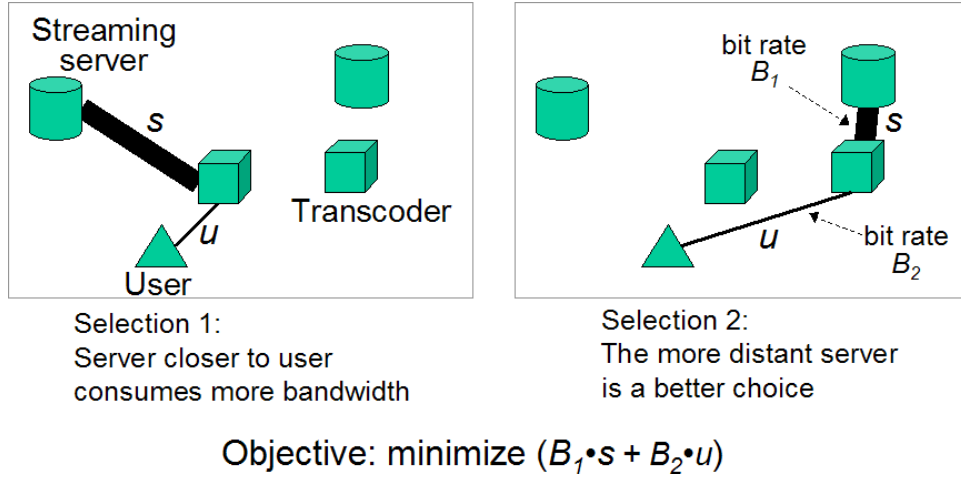 Streaming
server
s
u
Transcoder
User
bit rate
B₁
s
u
bit rate
B₂
Selection 1:
Server closer to user
consumes more bandwidth
Selection 2:
The more distant server
is a better choice
Objective: minimize (B₁•s + B₂•u)